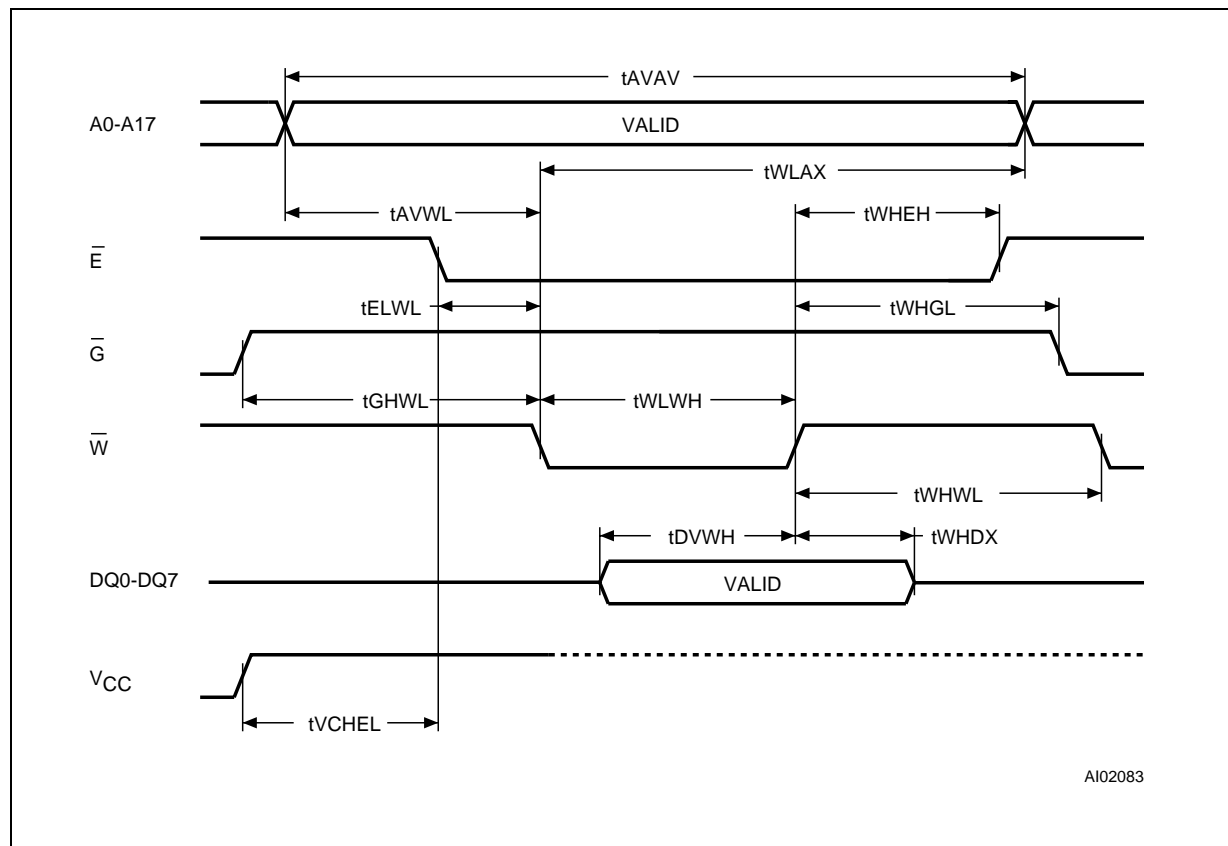 tAVAV
A0-A17
VALID
tWLAX
tAVWL
tWHEH
E̅
tELWL
tWHGL
G̅
tGHWL
tWLWH
W̅
tWHWL
tDVWH
tWHDX
DQ0-DQ7
VALID
VCC
tVCHEL
AI02083